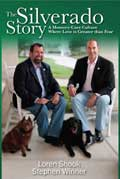 The Silverado
Story
A Memory-Care Culture
Where Love is Greater than Fear
Loren Shook
Stephen Winner